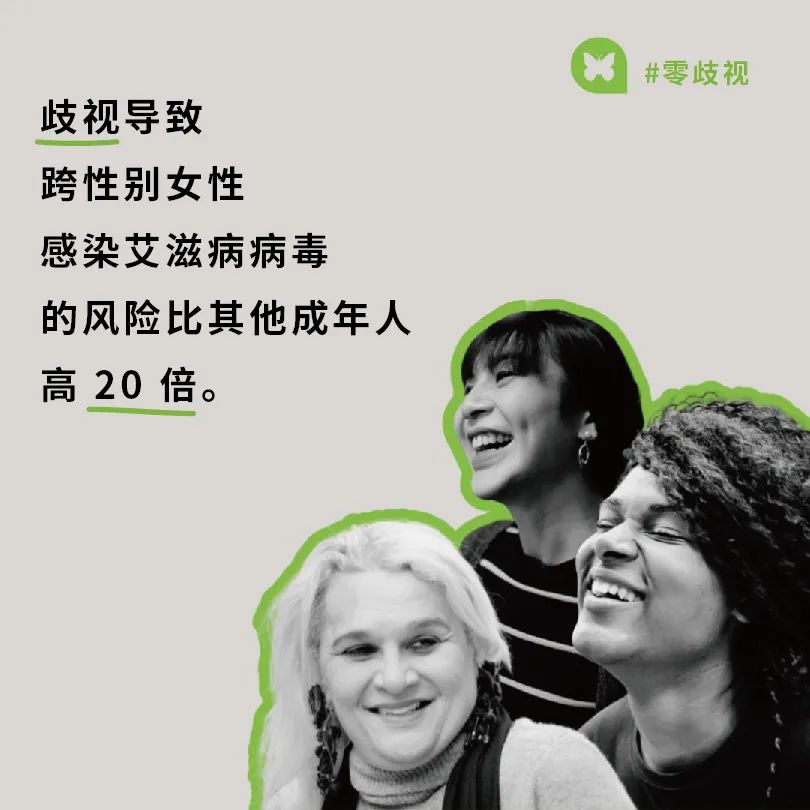 #零歧视
歧视导致
跨性别女性
感染艾滋病病毒
的风险比其他成年人
高 20 倍。